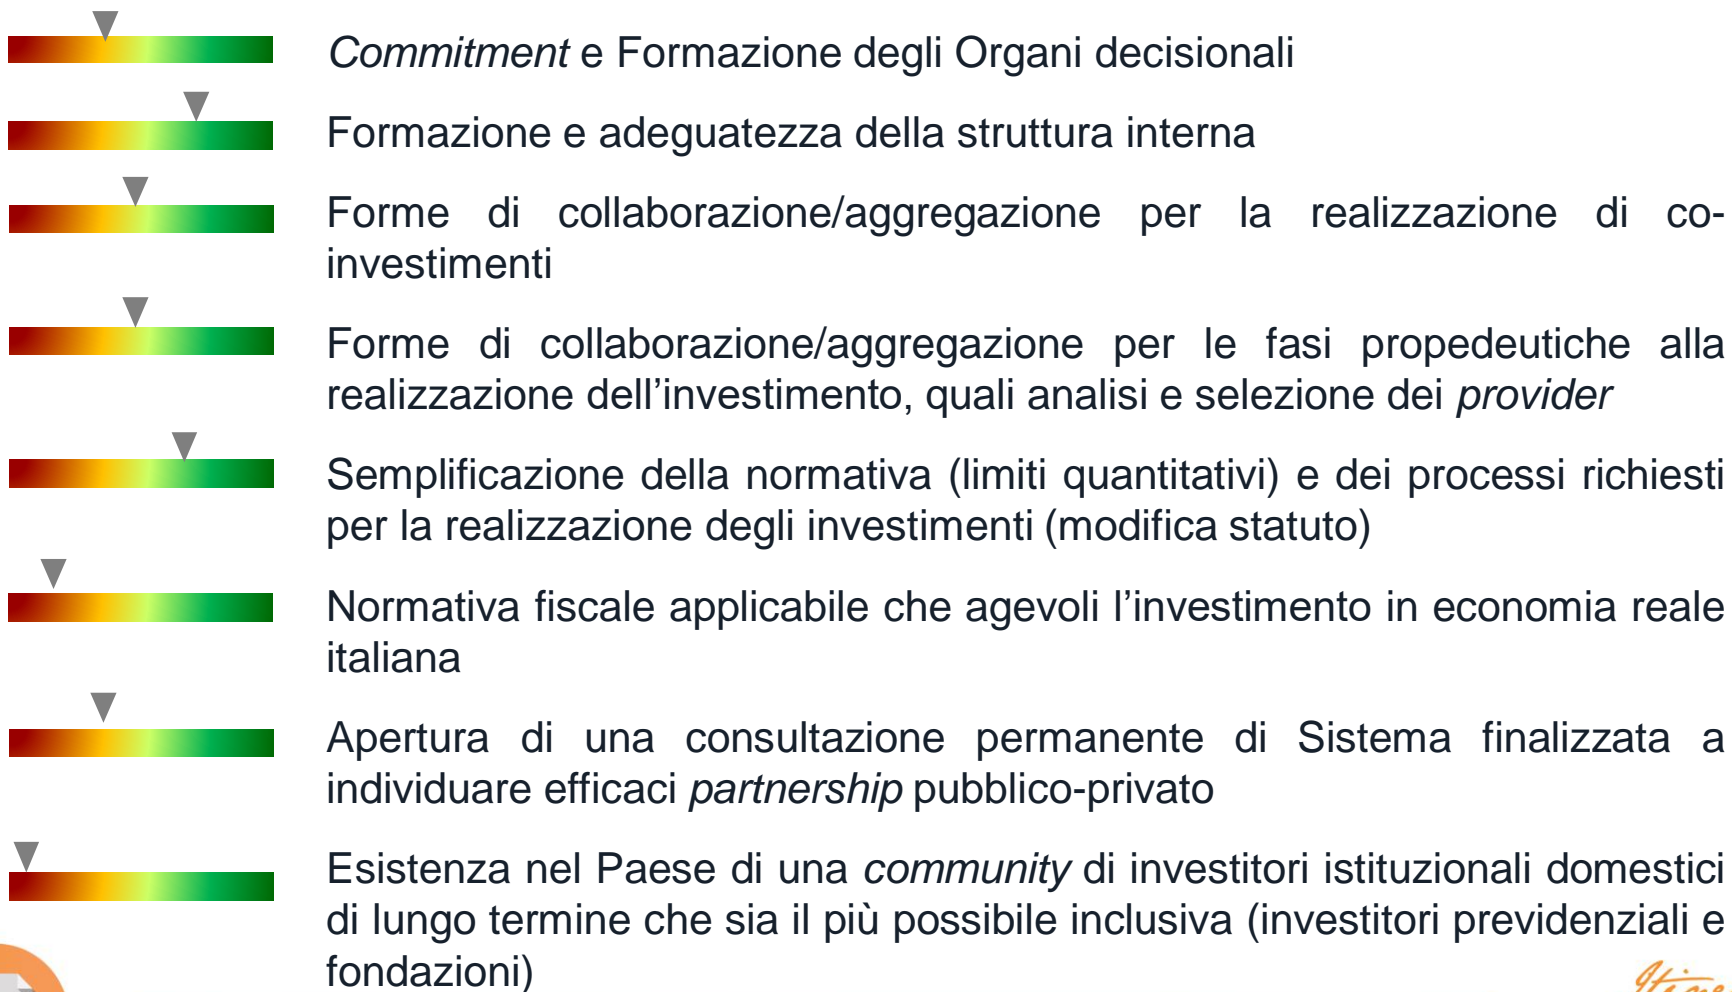 Commitment e Formazione degli Organi decisionali
Formazione e adeguatezza della struttura interna
Forme di collaborazione/aggregazione per la realizzazione di co-
investimenti
Forme di collaborazione/aggregazione per le fasi propedeutiche alla
realizzazione dell’investimento, quali analisi e selezione dei provider
Semplificazione della normativa (limiti quantitativi) e dei processi richiesti
per la realizzazione degli investimenti (modifica statuto)
Normativa fiscale applicabile che agevoli l’investimento in economia reale
italiana
Apertura di una consultazione permanente di Sistema finalizzata a
individuare efficaci partnership pubblico-privato
Esistenza nel Paese di una community di investitori istituzionali domestici
di lungo termine che sia il più possibile inclusiva (investitori previdenziali e
fondazioni)